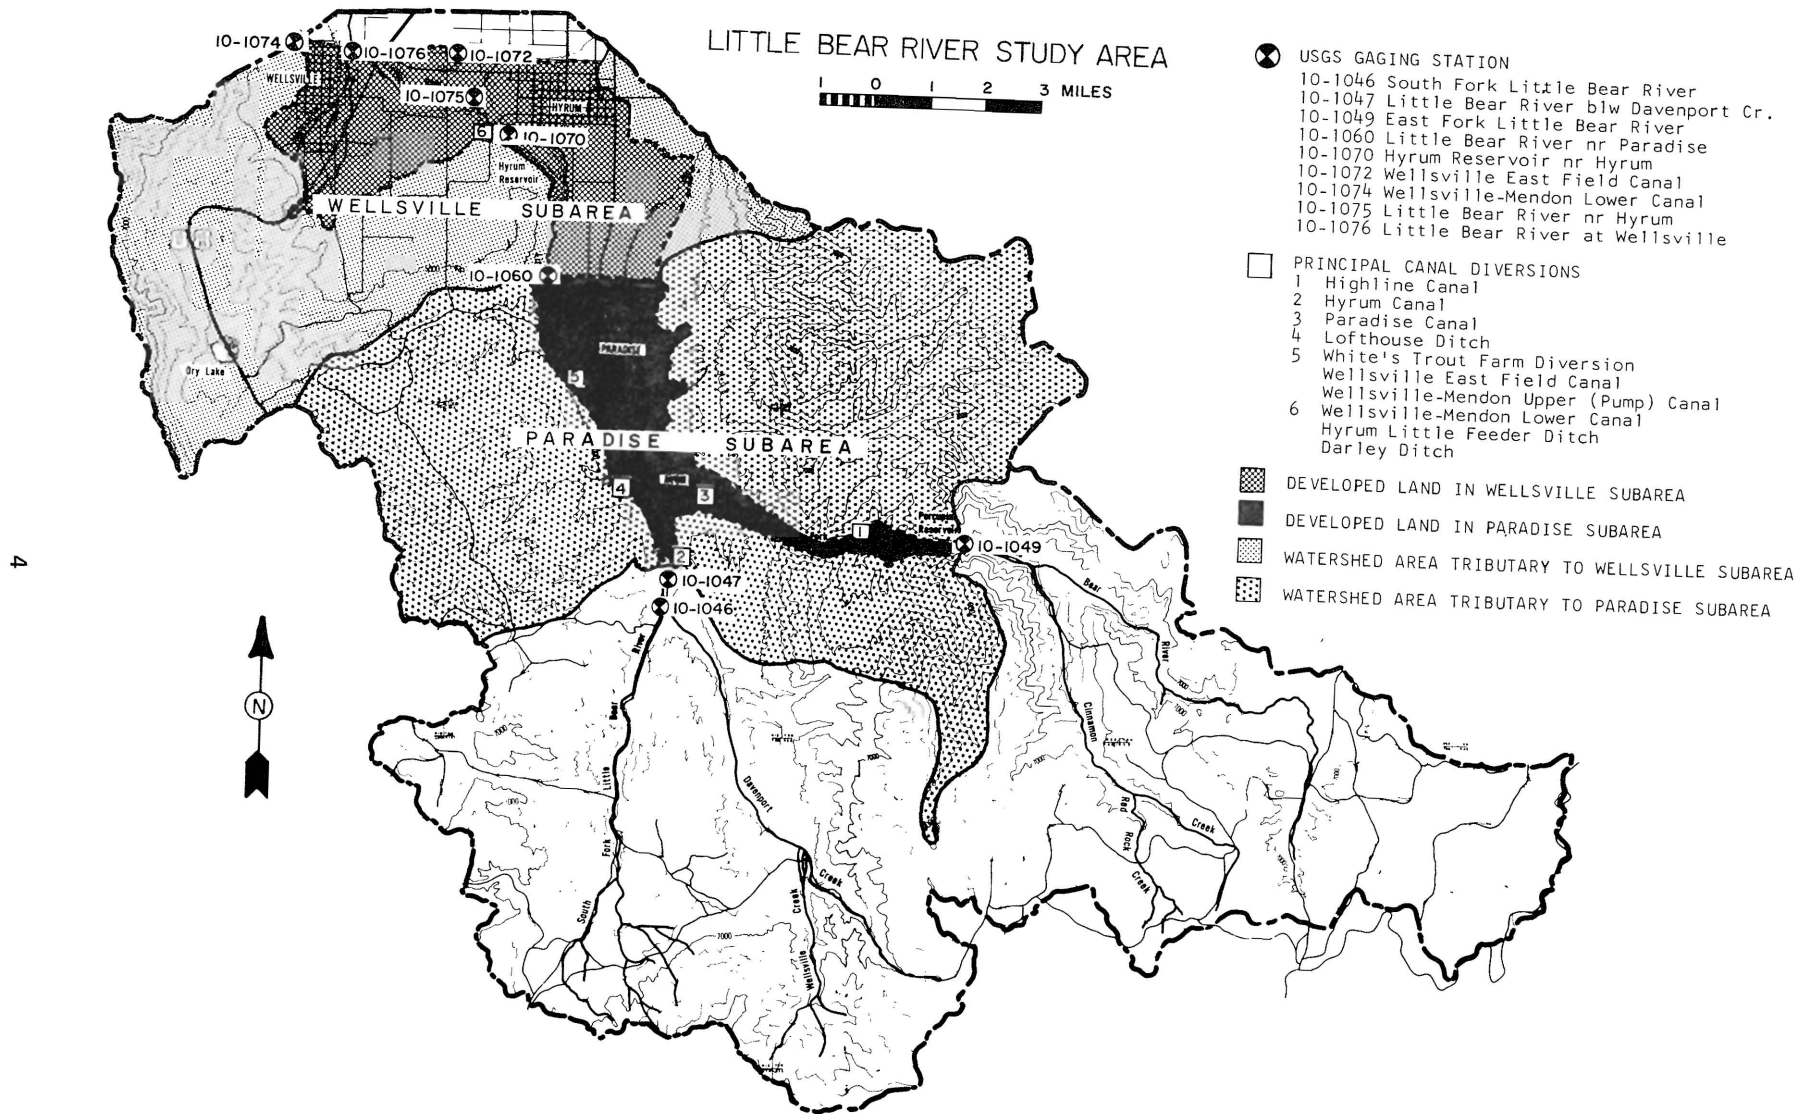 LITTLE BEAR RIVER STUDY AREA
1 0 1 2 3 MILES
USGS GAGING STATION
10-1046 South Fork Little Bear River
10-1047 Little Bear River blw Davenport Cr.
10-1049 East Fork Little Bear River
10-1060 Little Bear River nr Paradise
10-1070 Hyrum Reservoir nr Hyrum
10-1072 Wellsville East Field Canal
10-1074 Wellsville-Mendon Lower Canal
10-1075 Little Bear River nr Hyrum
10-1076 Little Bear River at Wellsville
PRINCIPAL CANAL DIVERSIONS
1 Highline Canal
2 Hyrum Canal
3 Paradise Canal
4 Lofthouse Ditch
5 White's Trout Farm Diversion
Wellsville East Field Canal
Wellsville-Mendon Upper (Pump) Canal
6 Wellsville-Mendon Lower Canal
Hyrum Little Feeder Ditch
Darley Ditch
DEVELOPED LAND IN WELLSVILLE SUBAREA
DEVELOPED LAND IN PARADISE SUBAREA
WATERSHED AREA TRIBUTARY TO WELLSVILLE SUBAREA
WATERSHED AREA TRIBUTARY TO PARADISE SUBAREA
10-1074
10-1076
10-1072
WELLSVILLE
10-1075
HYRUM
6
10-1070
Hyrum
Reservoir
WELLSVILLE SUBAREA
10-1060
PARADISE
Dry Lake
5
PARADISE SUBAREA
4
3
1
Reservoir
10-1049
2
10-1047
10-1046
4
N
Bear
River
South Fork Little Bear River
Davenport
Creek
Wellsville
Creek
Cinnamon
Creek
Red
Rock
Creek
7000
7000
7000
7000
7000
7000
7000